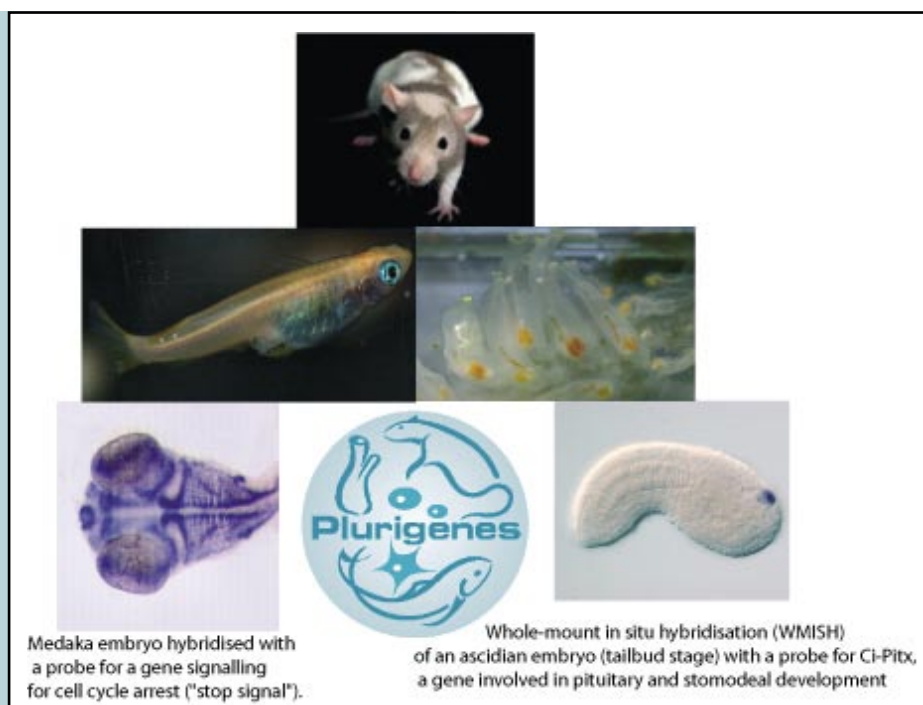 Plurigenes
Medaka embryo hybridised with
a probe for a gene signalling
for cell cycle arrest ("stop signal").
Whole-mount in situ hybridisation (WMISH)
of an ascidian embryo (tailbud stage) with a probe for Ci-Pitx,
a gene involved in pituitary and stomodeal development